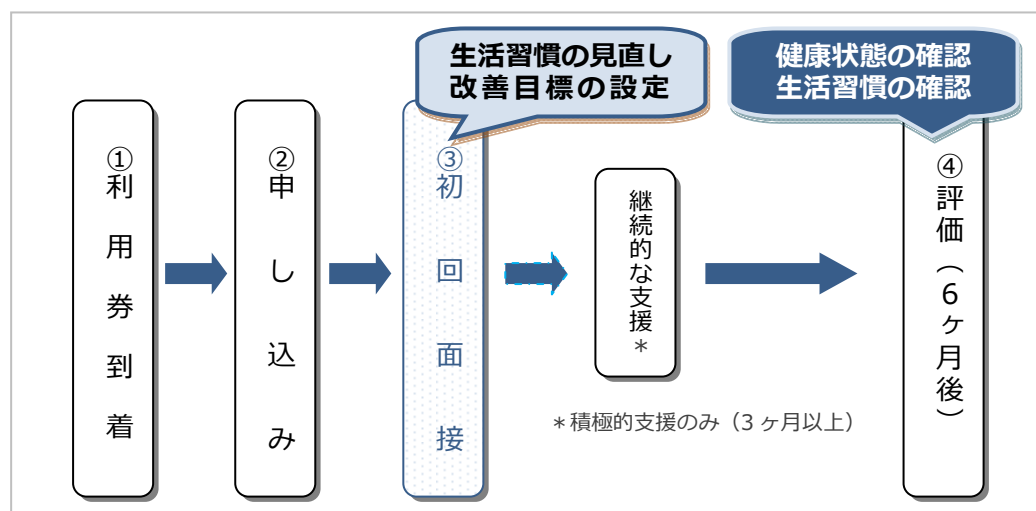 生活習慣の見直し
改善目標の設定
健康状態の確認
生活習慣の確認
①利用券到着
②申し込み
③初回面接
継続的な支援＊
④評価（6ヶ月後）
＊積極的支援のみ（3ヶ月以上）